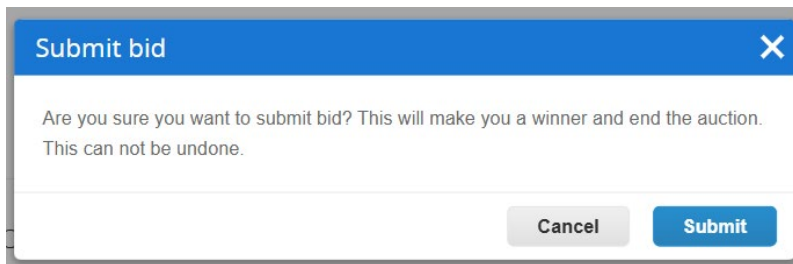 Submit bid
Are you sure you want to submit bid? This will make you a winner and end the auction.
This can not be undone.
Cancel Submit